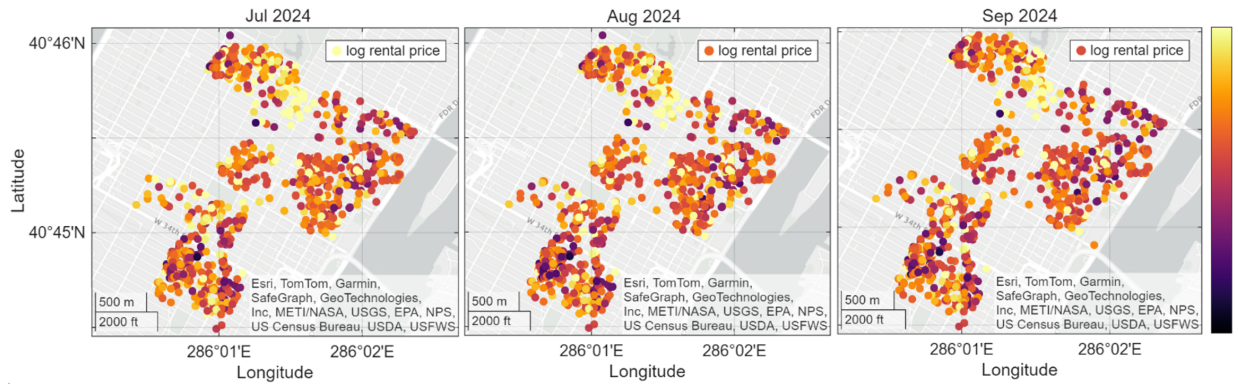 Jul 2024
Aug 2024
Sep 2024
log rental price
log rental price
log rental price
40°46'N
40°45'N
Latitude
FDR D
FDR D
FDR
W 34th
W 34th
W 34th
Esri, TomTom, Garmin,
SafeGraph, GeoTechnologies,
Inc, METI/NASA, USGS, EPA, NPS,
US Census Bureau, USDA, USFWS
Esri, TomTom, Garmin,
SafeGraph, GeoTechnologies,
Inc, METI/NASA, USGS, EPA, NPS,
US Census Bureau, USDA, USFWS
Esri, TomTom, Garmin,
SafeGraph, GeoTechnologies,
Inc, METI/NASA, USGS, EPA, NPS,
US Census Bureau, USDA, USFWS
500 m
2000 ft
500 m
2000 ft
500 m
2000 ft
286°01'E
286°02'E
286°01'E
286°02'E
286°01'E
286°02'E
Longitude
Longitude
Longitude